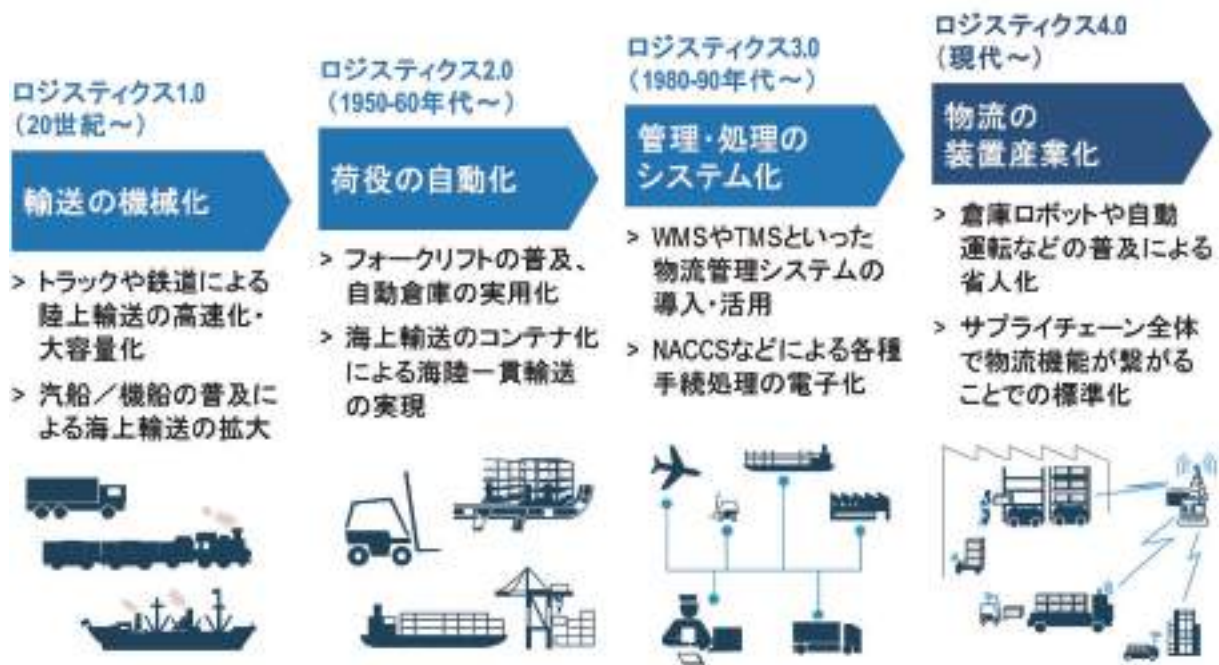 ロジスティクス1.0
（20世紀～）
輸送の機械化
> トラックや鉄道による
陸上輸送の高速化・
大容量化
> 汽船／機船の普及に
よる海上輸送の拡大
ロジスティクス2.0
（1950-60年代～）
荷役の自動化
> フォークリフトの普及、
自動倉庫の実用化
> 海上輸送のコンテナ化
による海陸一貫輸送
の実現
ロジスティクス3.0
（1980-90年代～）
管理・処理の
システム化
> WMSやTMSといった
物流管理システムの
導入・活用
> NACCSなどによる各種
手続処理の電子化
ロジスティクス4.0
（現代～）
物流の
装置産業化
> 倉庫ロボットや自動
運転などの普及による
省人化
> サプライチェーン全体
で物流機能が繋がる
ことでの標準化